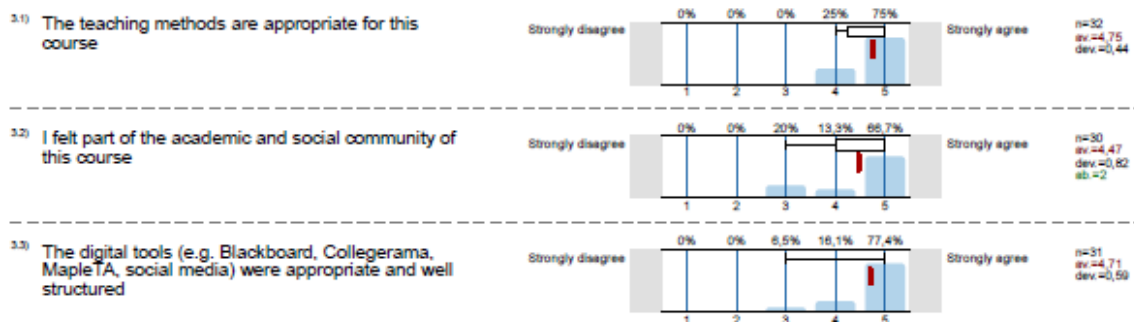 0% 0% 0% 25% 75%
3.1) The teaching methods are appropriate for this
course
Strongly disagree
Strongly agree
n=32
av.=4,75
dev.=0,44
1 2 3 4 5
0% 0% 20% 13,3% 66,7%
3.2) I felt part of the academic and social community of
this course
Strongly disagree
Strongly agree
n=30
av.=4,47
dev.=0,82
ab.=2
1 2 3 4 5
0% 0% 6,5% 16,1% 77,4%
3.3) The digital tools (e.g. Blackboard, Collegerama,
MapleTA, social media) were appropriate and well
structured
Strongly disagree
Strongly agree
n=31
av.=4,71
dev.=0,59
1 2 3 4 5